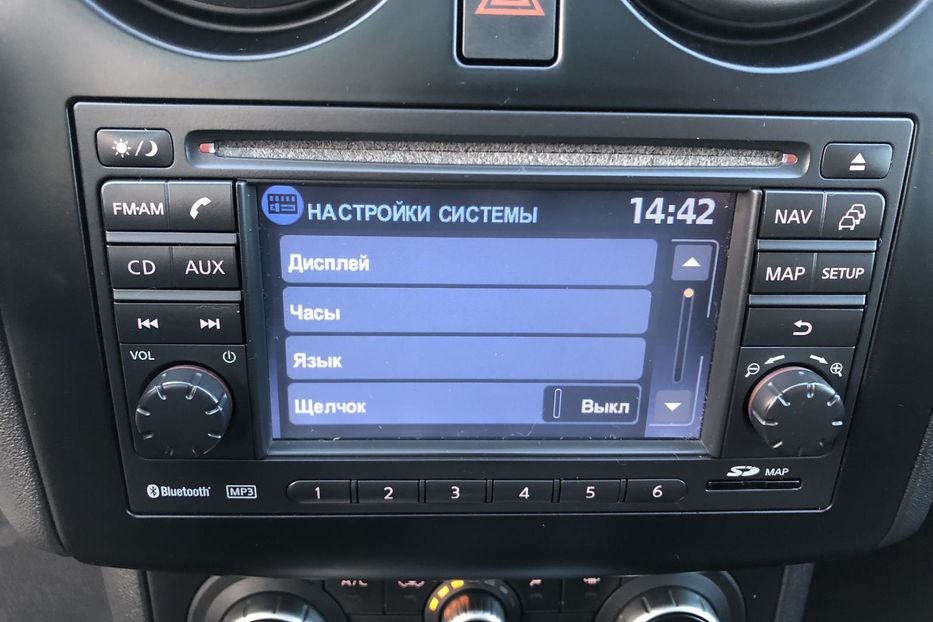 FM·AM
НАСТРОЙКИ СИСТЕМЫ 14:42
NAV
CD AUX
Дисплей
MAP SETUP
Часы
VOL
Язык
Щелчок Выкл
Bluetooth MP3
1 2 3 4 5 6
SD MAP
A/C